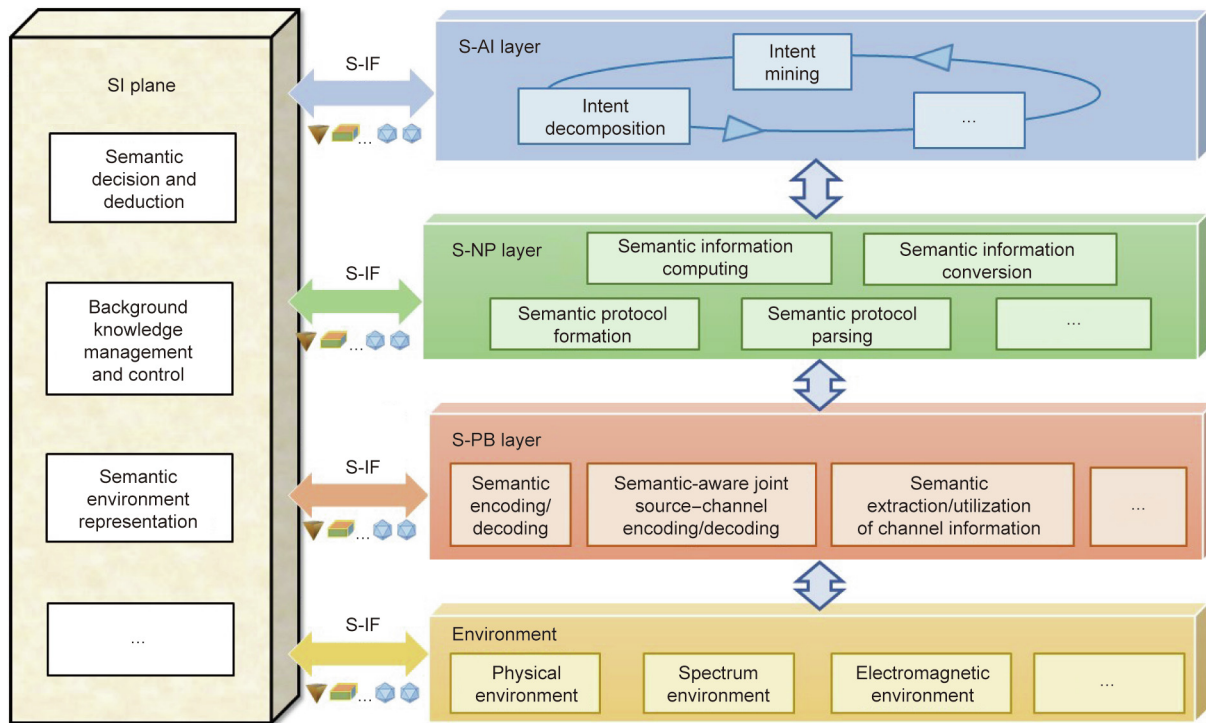 SI plane
Semantic
decision and
deduction
Background
knowledge
management
and control
Semantic
environment
representation
…
S-IF
…
S-IF
…
S-IF
…
S-IF
…
S-AI layer
Intent
mining
Intent
decomposition
…
S-NP layer
Semantic information
computing
Semantic information
conversion
Semantic protocol
formation
Semantic protocol
parsing
…
S-PB layer
Semantic
encoding/
decoding
Semantic-aware joint
source–channel
encoding/decoding
Semantic
extraction/utilization
of channel information
…
Environment
Physical
environment
Spectrum
environment
Electromagnetic
environment
…